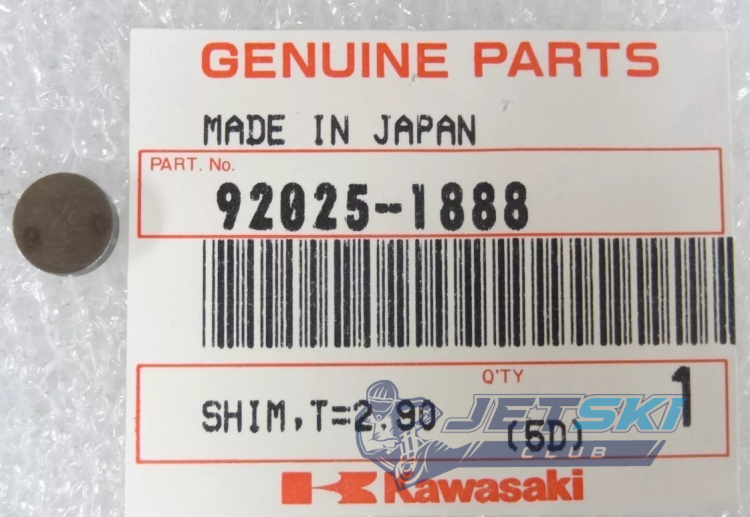 GENUINE PARTS
MADE IN JAPAN
PART. No.
92025-1888
Q'TY
SHIM,T=2.90
(5D)
1
JETSKI
CLUB
Kawasaki